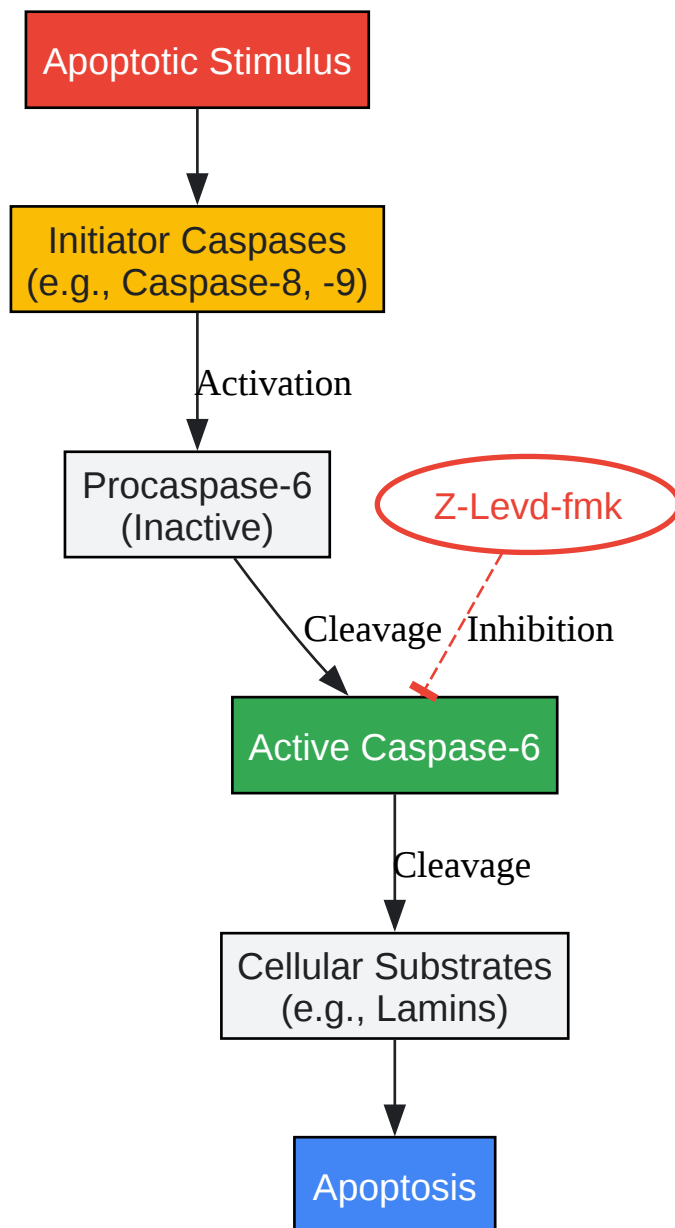 Apoptotic Stimulus
Initiator Caspases
(e.g., Caspase-8, -9)
Activation
Procaspase-6
(Inactive)
Z-Levd-fmk
Cleavage
Inhibition
Active Caspase-6
Cleavage
Cellular Substrates
(e.g., Lamins)
Apoptosis